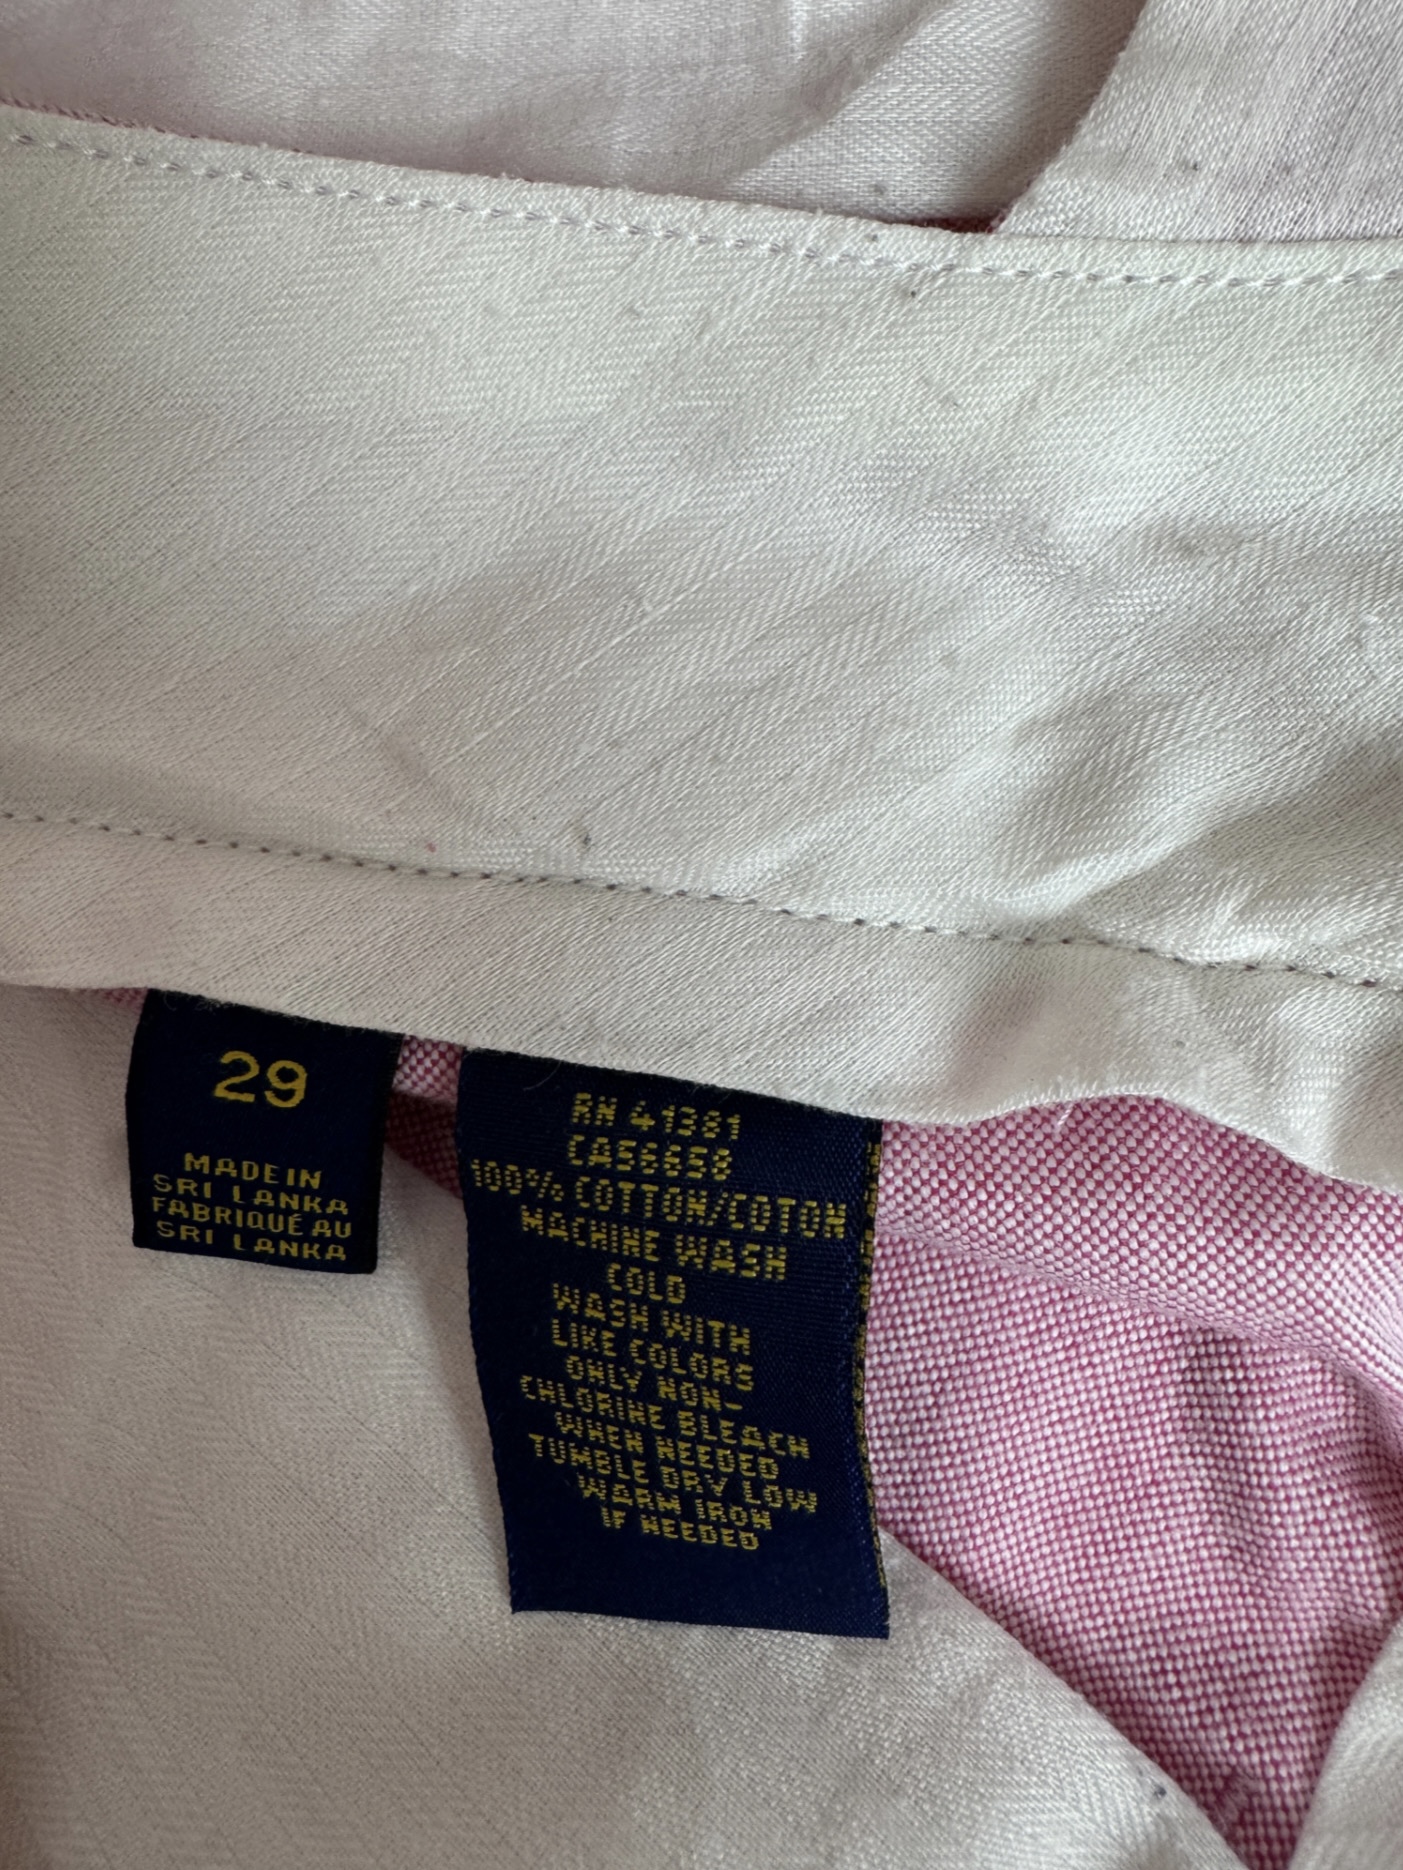 29
MADE IN
SRI LANKA
FABRIQUÉ AU
SRI LANKA
RN 41381
CA56658
100% COTTON/COTON
MACHINE WASH
COLD
WASH WITH
LIKE COLORS
ONLY NON-
CHLORINE BLEACH
WHEN NEEDED
TUMBLE DRY LOW
WARM IRON
IF NEEDED